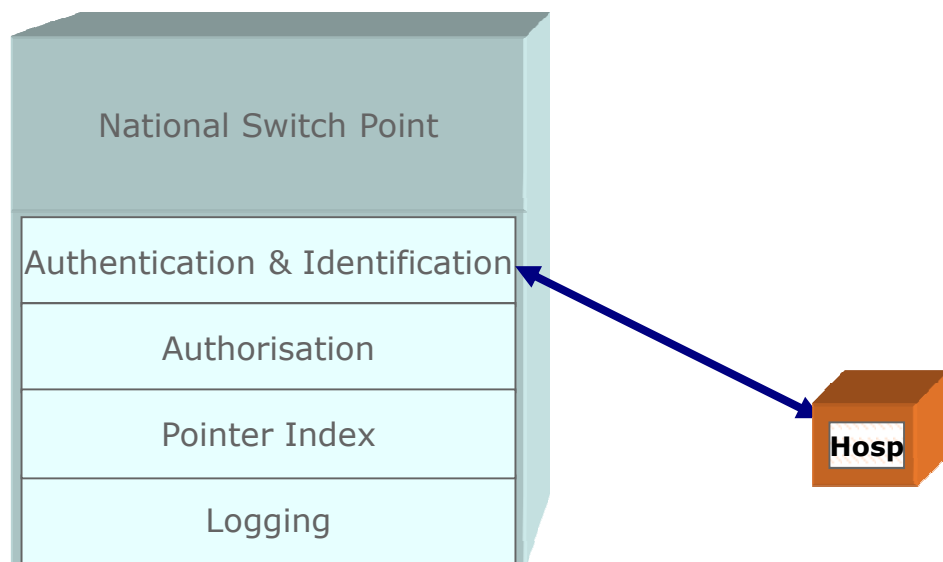 National Switch Point
Authentication & Identification
Authorisation
Pointer Index
Logging
Hosp